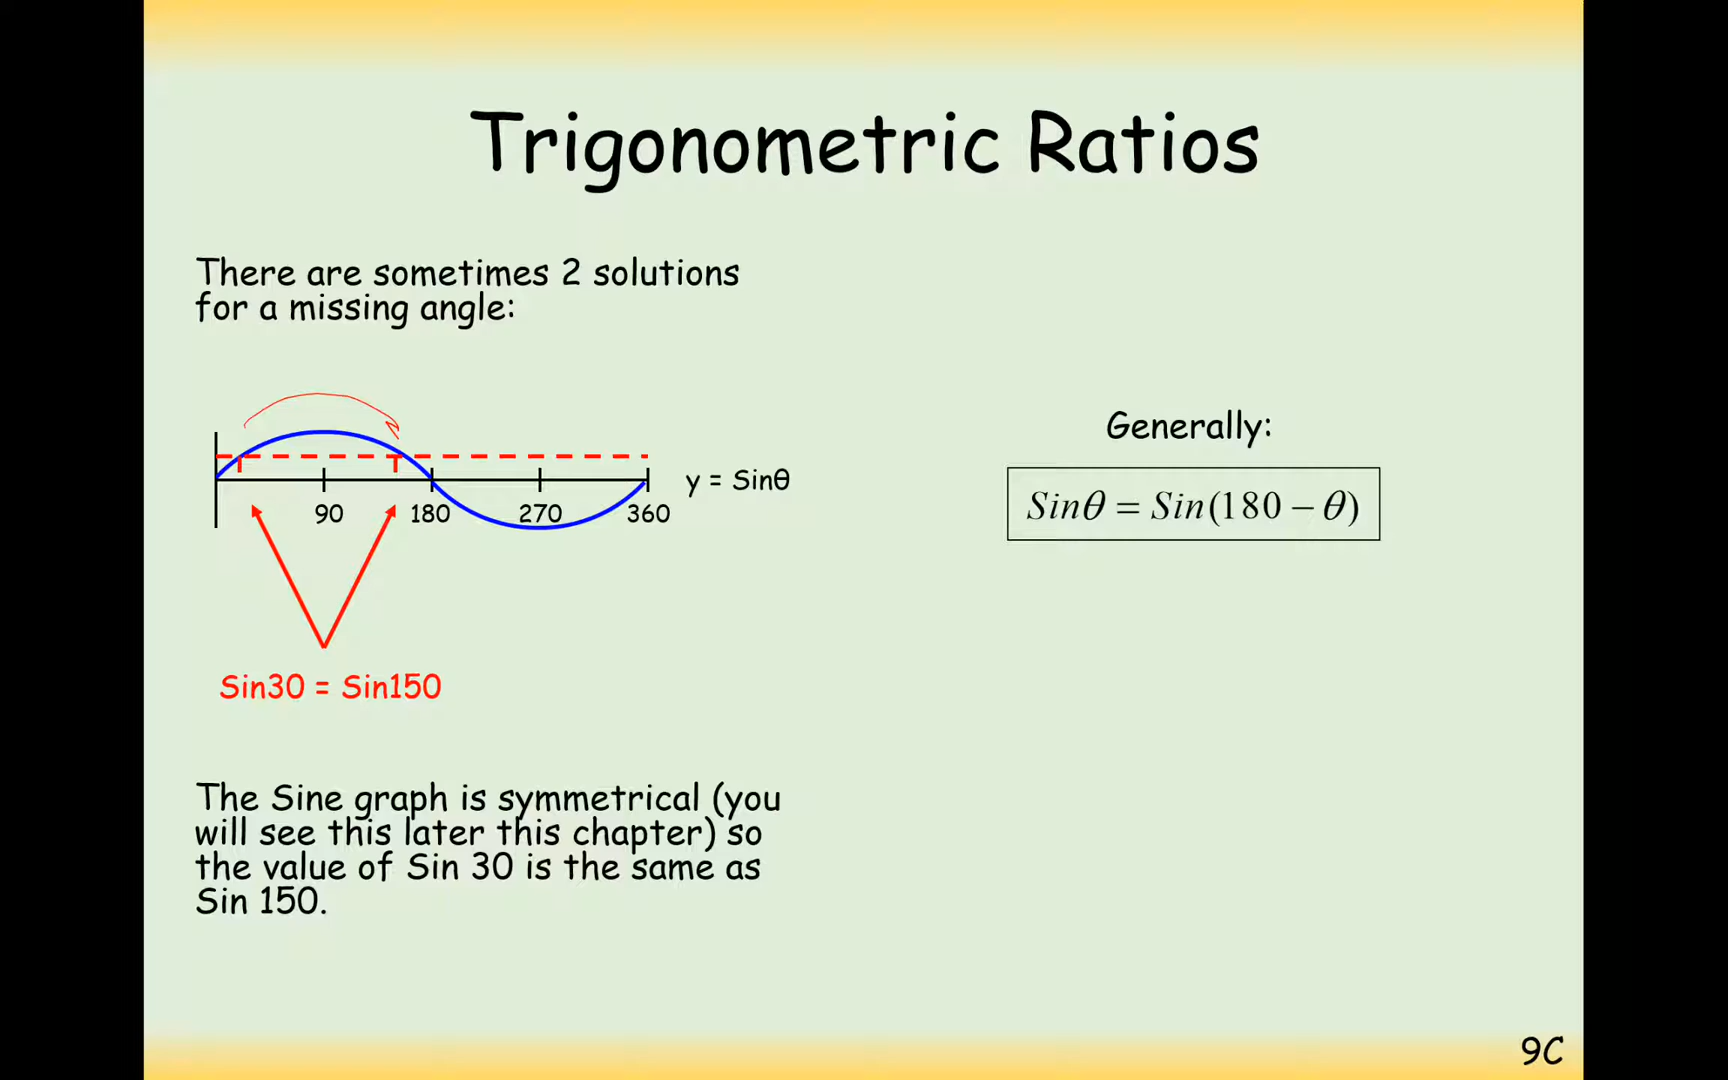 Trigonometric Ratios
There are sometimes 2 solutions
for a missing angle:
y = Sinθ
90 180 270 360
Sin30 = Sin150
The Sine graph is symmetrical (you
will see this later this chapter) so
the value of Sin 30 is the same as
Sin 150.
Generally:
Sinθ = Sin(180 − θ)
9C